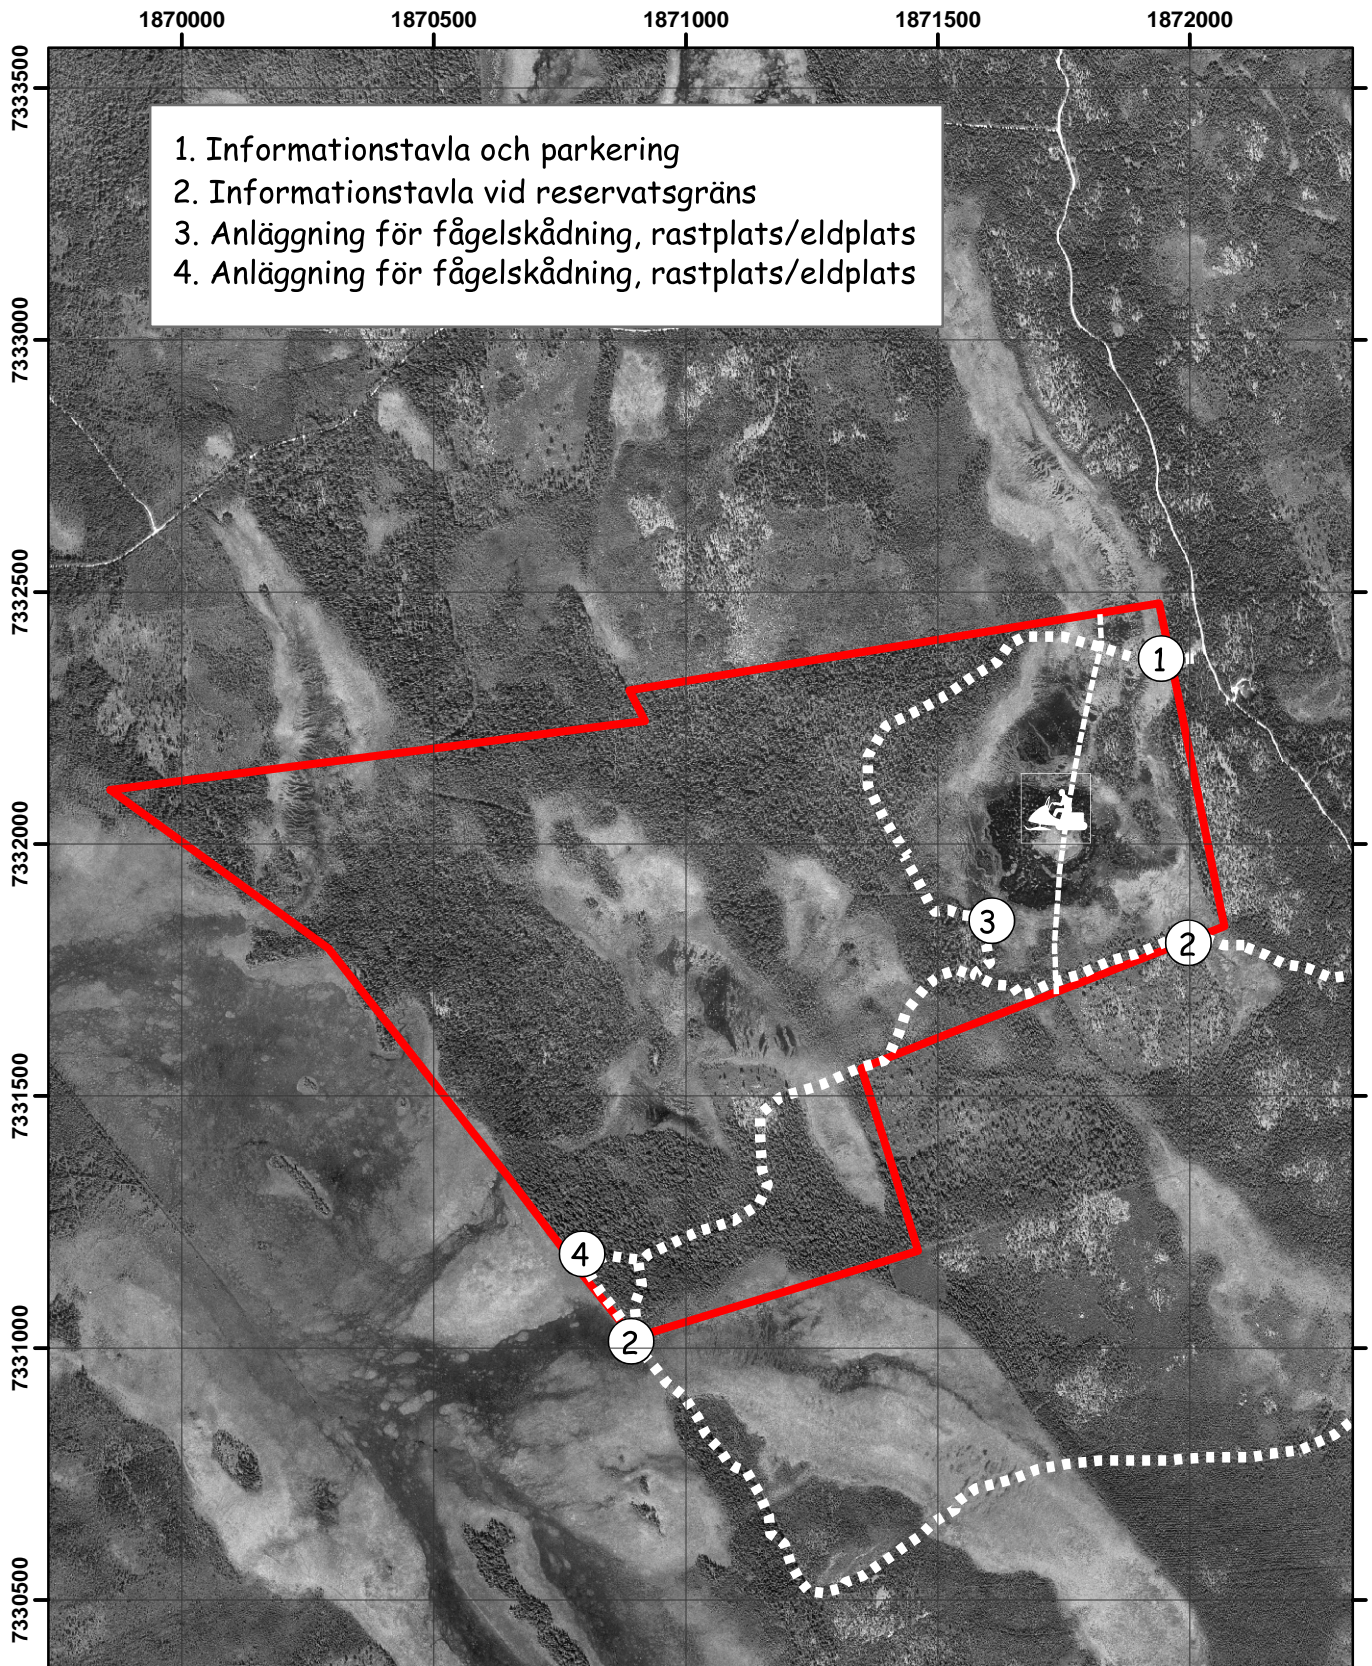 1870000 1870500 1871000 1871500 1872000
7333500
1. Informationstavla och parkering
2. Informationstavla vid reservatsgräns
3. Anläggning för fågelskådning, rastplats/eldplats
4. Anläggning för fågelskådning, rastplats/eldplats
7333000
7332500
1
7332000
3
2
7331500
4
2
7331000
7330500